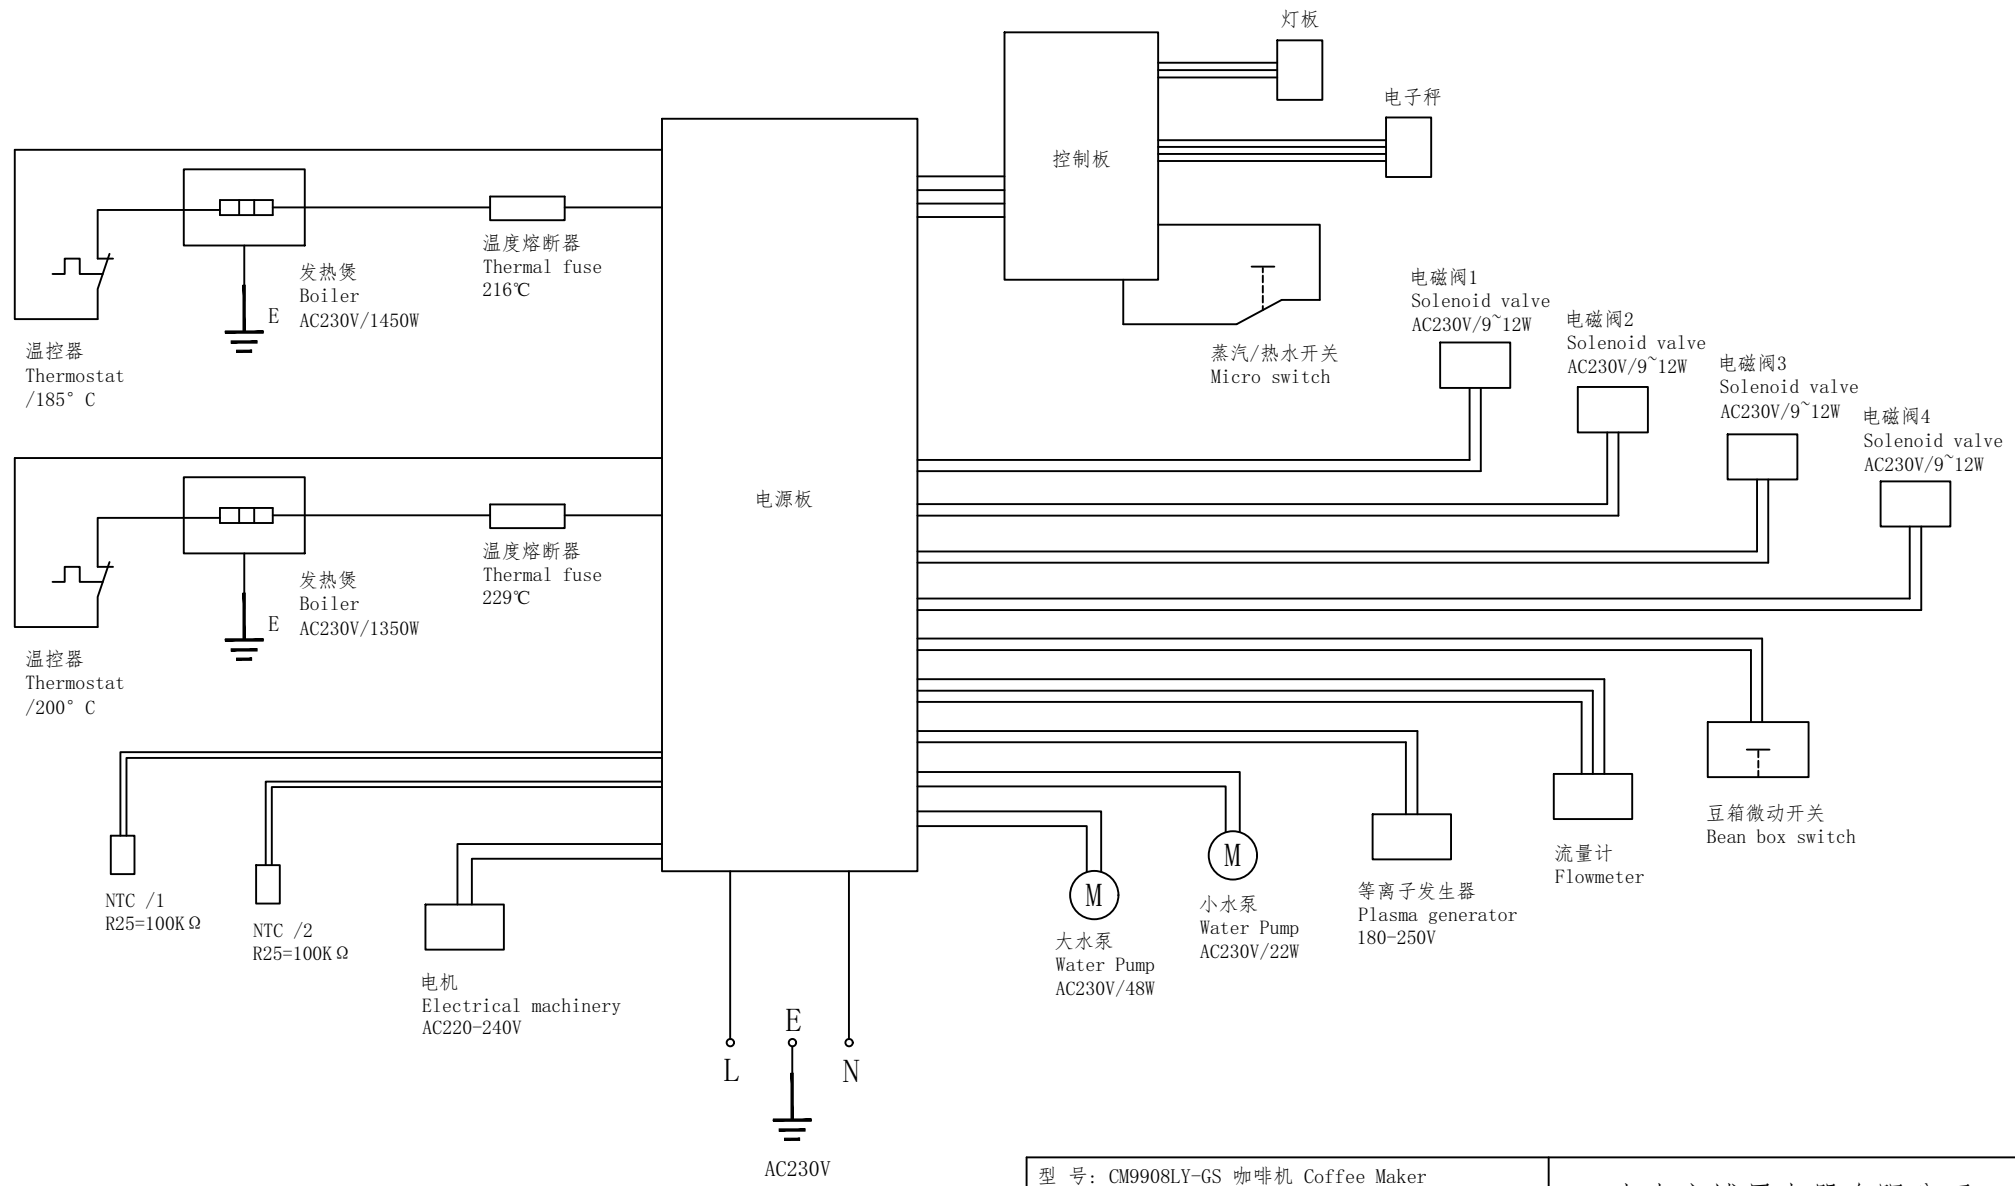 灯板
电子秤
控制板
温度熔断器
Thermal fuse
216℃
发热煲
Boiler
AC230V/1450W
E
温控器
Thermostat
/185° C
蒸汽/热水开关
Micro switch
电磁阀1
Solenoid valve
AC230V/9~12W
电磁阀2
Solenoid valve
AC230V/9~12W
电磁阀3
Solenoid valve
AC230V/9~12W
电磁阀4
Solenoid valve
AC230V/9~12W
电源板
温度熔断器
Thermal fuse
229℃
发热煲
Boiler
AC230V/1350W
E
温控器
Thermostat
/200° C
NTC /1
R25=100KΩ
NTC /2
R25=100KΩ
电机
Electrical machinery
AC220-240V
M
大水泵
Water Pump
AC230V/48W
M
小水泵
Water Pump
AC230V/22W
等离子发生器
Plasma generator
180-250V
流量计
Flowmeter
豆箱微动开关
Bean box switch
L
E
N
AC230V
型 号: CM9908LY-GS 咖啡机 Coffee Maker